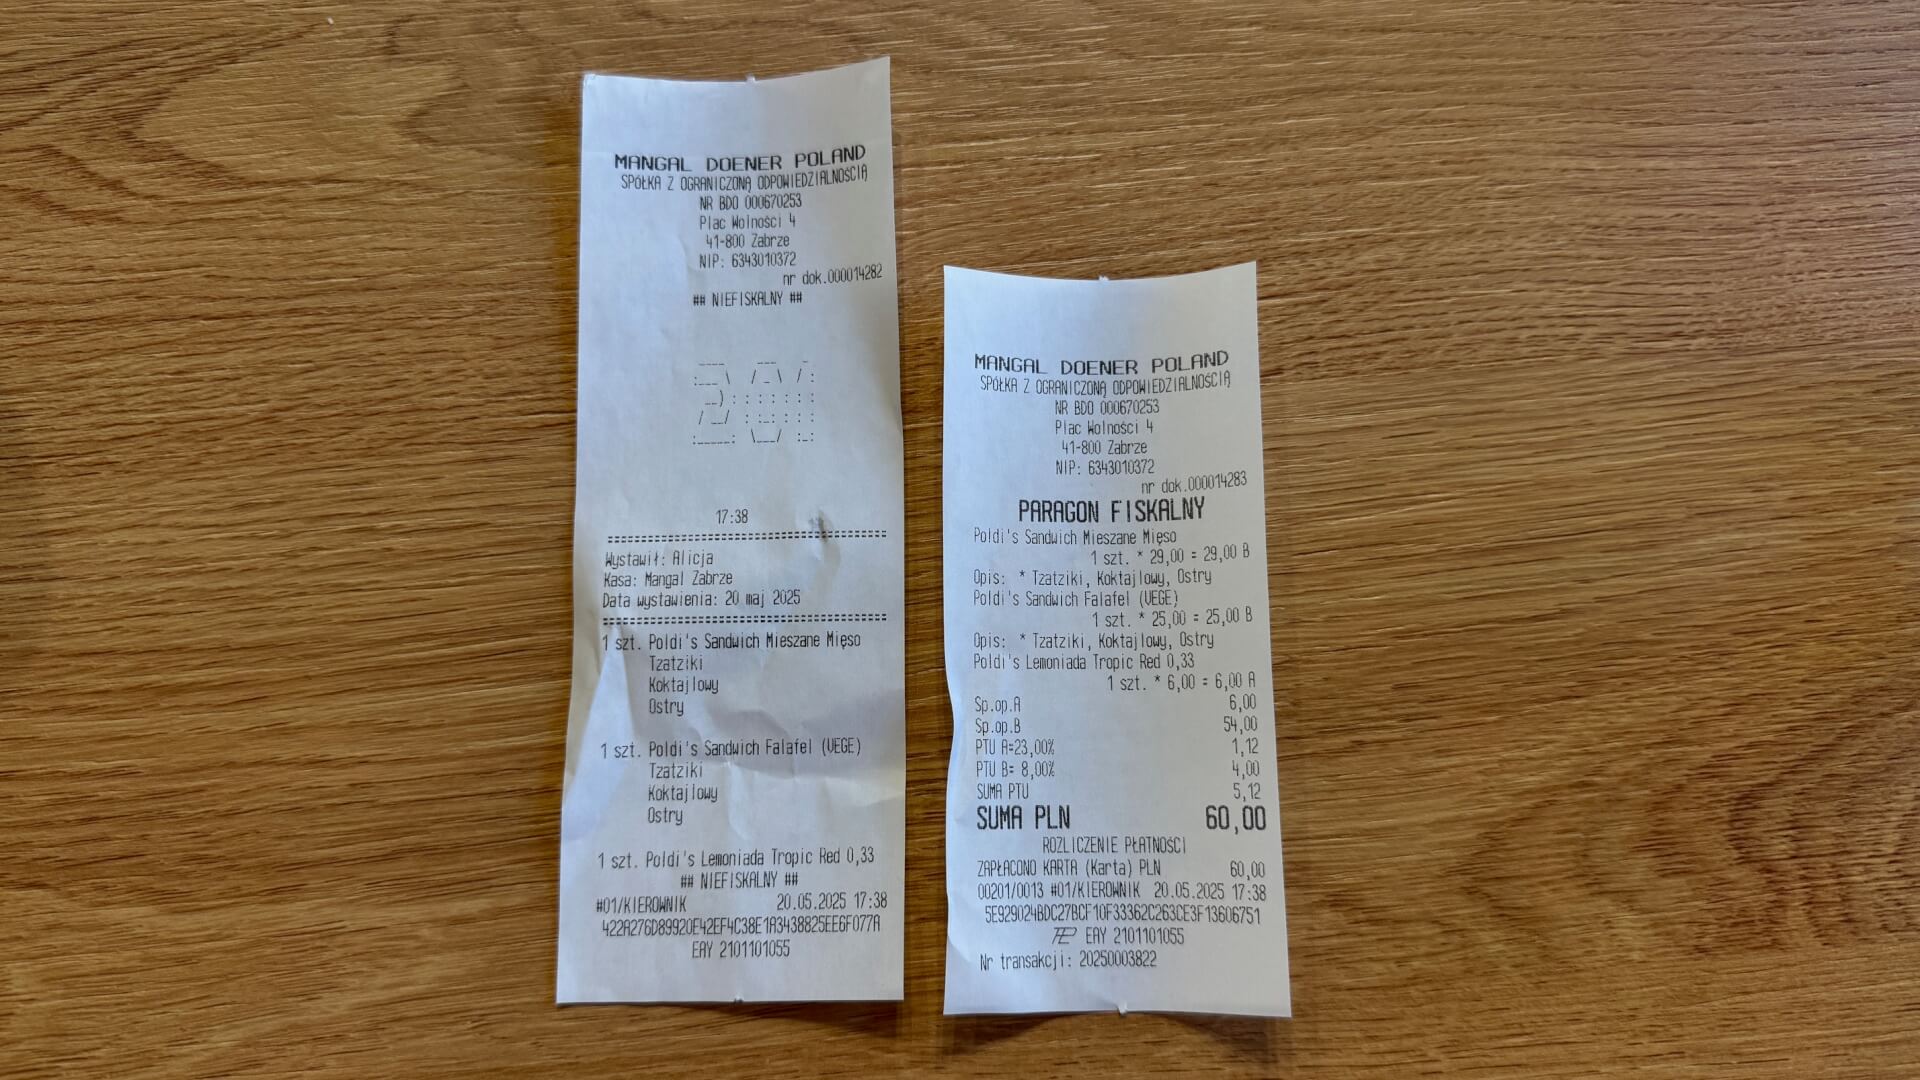 MANGAL DOENER POLAND
SPÓŁKA Z OGRANICZONĄ ODPOWIEDZIALNOŚCIĄ
NR BDO 000670253
Plac Wolności 4
41-800 Zabrze
NIP: 6343010372
nr dok.000014282
## NIEFISKALNY ##
201
17:38
Wystawił: Alicja
Kasa: Mangal Zabrze
Data wystawienia: 20 maj 2025
1 szt. Poldi's Sandwich Mieszane Mięso
Tzatziki
Koktajlowy
Ostry
1 szt. Poldi's Sandwich Falafel (VEGE)
Tzatziki
Koktajlowy
Ostry
1 szt. Poldi's Lemoniada Tropic Red 0,33
## NIEFISKALNY ##
#01/KIEROWNIK 20.05.2025 17:38
422A276D89920E42EF4C38E1A3438825EE6F077A
EAY 2101101055
MANGAL DOENER POLAND
SPÓŁKA Z OGRANICZONĄ ODPOWIEDZIALNOŚCIĄ
NR BDO 000670253
Plac Wolności 4
41-800 Zabrze
NIP: 6343010372
nr dok.000014283
PARAGON FISKALNY
Poldi's Sandwich Mieszane Mięso
1 szt. * 29,00 = 29,00 B
Opis: * Tzatziki, Koktajlowy, Ostry
Poldi's Sandwich Falafel (VEGE)
1 szt. * 25,00 = 25,00 B
Opis: * Tzatziki, Koktajlowy, Ostry
Poldi's Lemoniada Tropic Red 0,33
1 szt. * 6,00 = 6,00 A
Sp.op.A 6,00
Sp.op.B 54,00
PTU A=23,00% 1,12
PTU B= 8,00% 4,00
SUMA PTU 5,12
SUMA PLN 60,00
ROZLICZENIE PŁATNOŚCI
ZAPŁACONO KARTA (Karta) PLN 60,00
00201/0013 #01/KIEROWNIK 20.05.2025 17:38
5E929024BDC27BCF10F33362C263CE3F13606751
EAY 2101101055
Nr transakcji: 20250003822